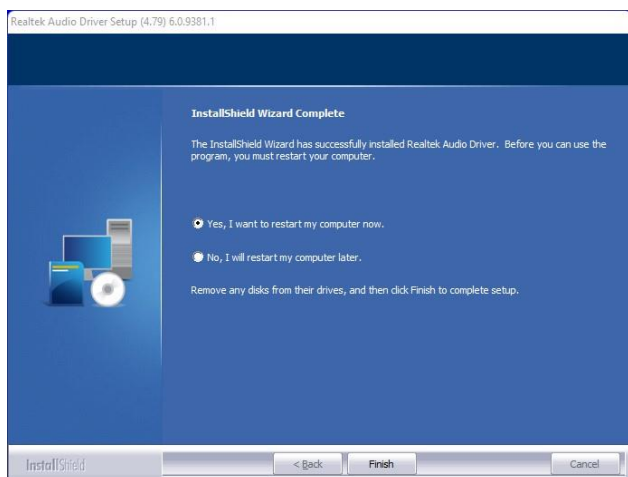 Realtek Audio Driver Setup (4.79) 6.0.9381.1
InstallShield Wizard Complete
The InstallShield Wizard has successfully installed Realtek Audio Driver. Before you can use the
program, you must restart your computer.
Yes, I want to restart my computer now.
No, I will restart my computer later.
Remove any disks from their drives, and then click Finish to complete setup.
InstallShield
< Back
Finish
Cancel